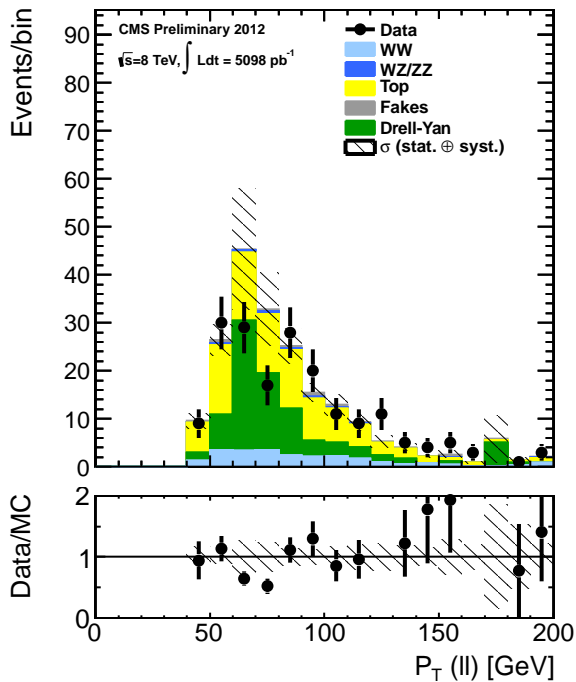 CMS Preliminary 2012
√s=8 TeV, ∫ Ldt = 5098 pb⁻¹
Data
WW
WZ/ZZ
Top
Fakes
Drell-Yan
σ (stat. ⊕ syst.)
Events/bin
90
80
70
60
50
40
30
20
10
0
Data/MC
2
1
0
0 50 100 150 200
P_T (ll) [GeV]